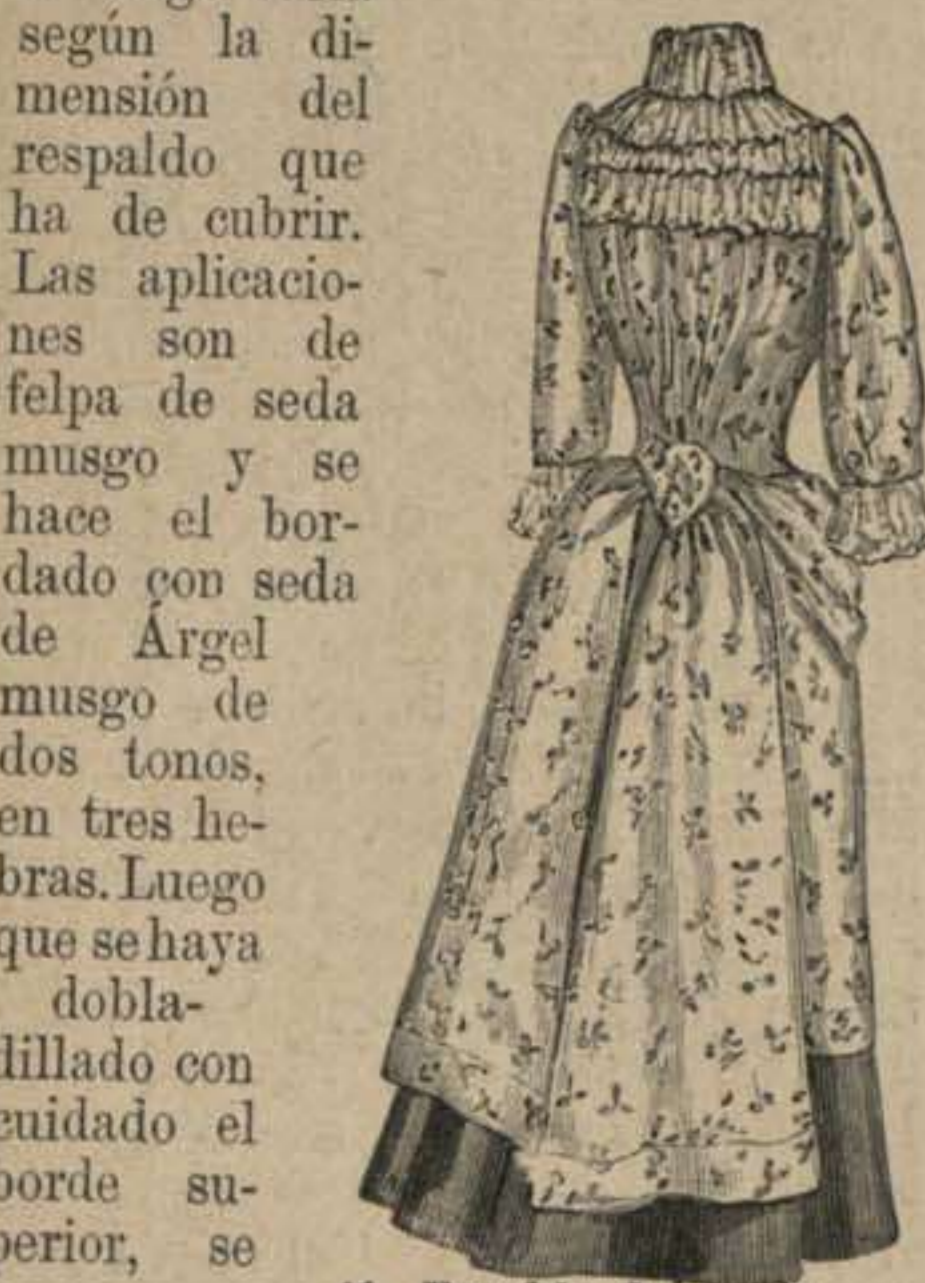 según la di-
mensión del
respaldo que
ha de cubrir.
Las aplicacio-
nes son de
felpa de seda
musgo y se
hace el bor-
dado con seda
de Árgel
musgo de
dos tonos,
en tres he-
bras. Luego
que se haya
dobla-
dillado con
cuidado el
borde su-
perior, se